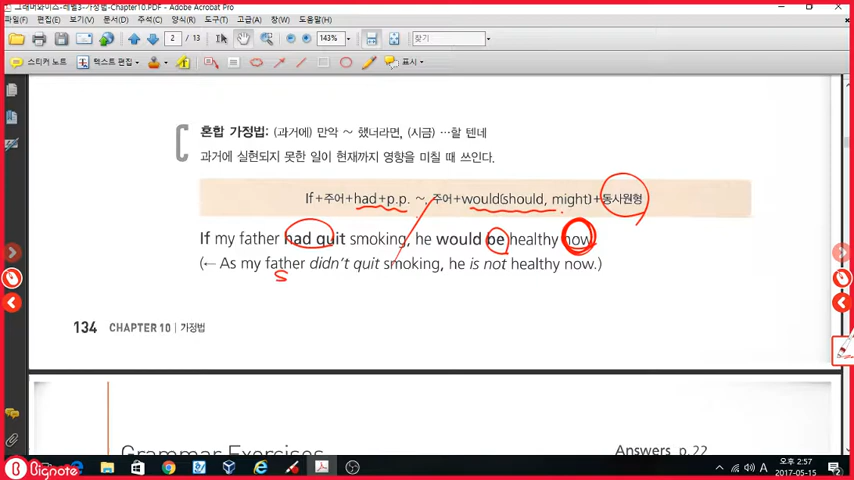 그래머와이즈-레벨3-가정법-Chapter10.PDF - Adobe Acrobat Pro
파일(F) 편집(E) 보기(V) 문서(D) 주석(C) 양식(R) 도구(T) 고급(A) 창(W) 도움말(H)
2 / 13 143% 찾기
스티커 노트 텍스트 편집 표시
C 혼합 가정법: (과거에) 만약 ~ 했더라면, (지금) …할 텐데
과거에 실현되지 못한 일이 현재까지 영향을 미칠 때 쓰인다.
If+주어+had+p.p. ~, 주어+would(should, might)+동사원형
If my father had quit smoking, he would be healthy now.
(← As my father didn't quit smoking, he is not healthy now.)
S
134 CHAPTER 10 | 가정법
Grammar Exercises Answers p.22
Bignote
A 오후 2:57
2017-05-15